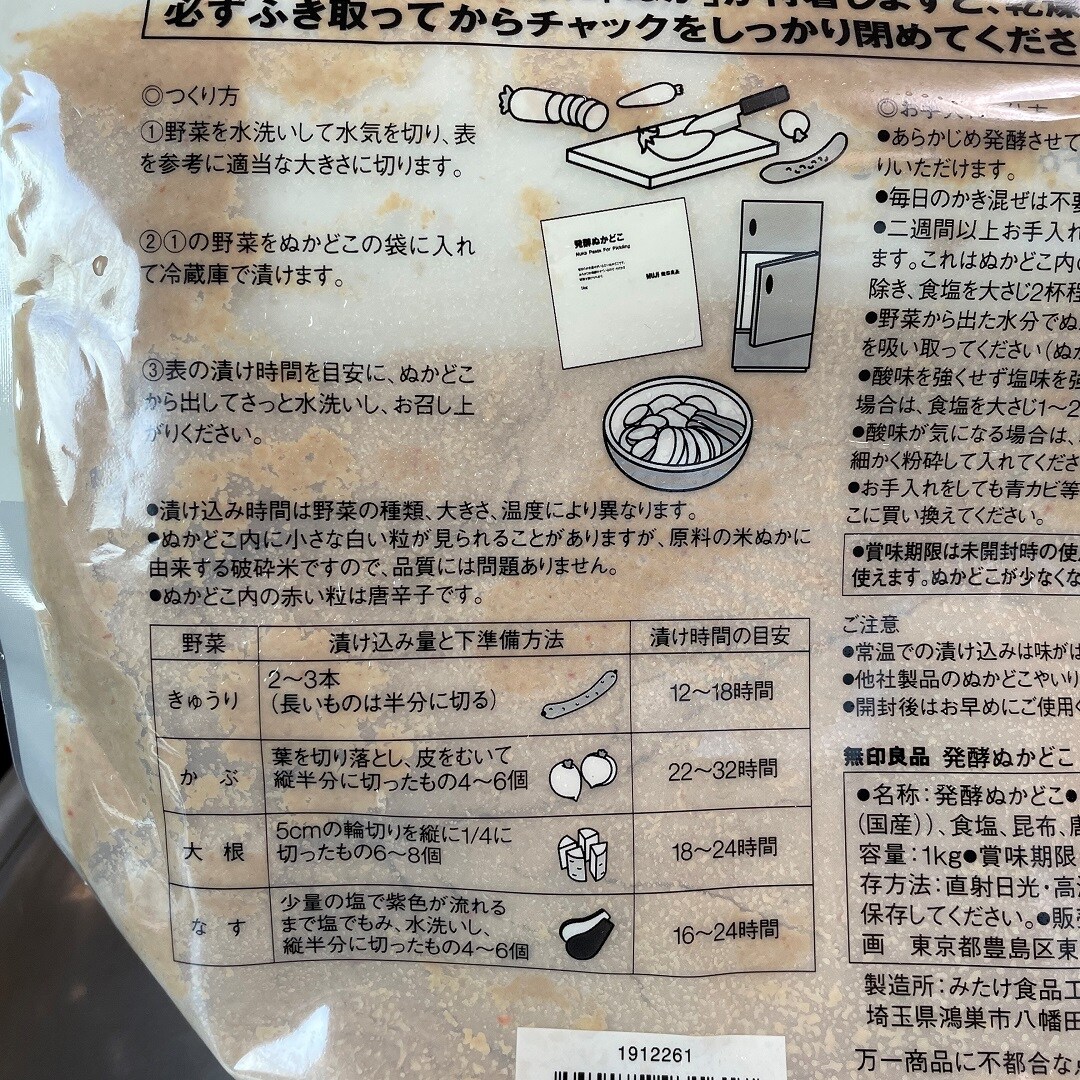 必ずふき取ってからチャックをしっかり閉めてくださ
◎つくり方
①野菜を水洗いして水気を切り、表
を参考に適当な大きさに切ります。
②①の野菜をぬかどこの袋に入れ
て冷蔵庫で漬けます。
発酵ぬかどこ
Nuka Paste For Pickling
MUJI 無印良品
1kg
③表の漬け時間を目安に、ぬかどこ
から出してさっと水洗いし、お召し上
がりください。
●漬け込み時間は野菜の種類、大きさ、温度により異なります。
●ぬかどこ内に小さな白い粒が見られることがありますが、原料の米ぬかに
由来する破砕米ですので、品質には問題ありません。
●ぬかどこ内の赤い粒は唐辛子です。
野菜 漬け込み量と下準備方法 漬け時間の目安
きゅうり 2〜3本
(長いものは半分に切る) 12〜18時間
かぶ 葉を切り落とし、皮をむいて
縦半分に切ったもの4〜6個 22〜32時間
大根 5cmの輪切りを縦に1/4に
切ったもの6〜8個 18〜24時間
なす 少量の塩で紫色が流れる
まで塩でもみ、水洗いし、
縦半分に切ったもの4〜6個 16〜24時間
●あらかじめ発酵させて
りいただけます。
●毎日のかき混ぜは不要
●二週間以上お手入れ
ます。これはぬかどこ内の
除き、食塩を大さじ2杯程
●野菜から出た水分でぬ
を吸い取ってください(ぬか
●酸味を強くせず塩味を強
場合は、食塩を大さじ1〜2
●酸味が気になる場合は、
細かく粉砕して入れてくださ
●お手入れをしても青カビ等
こに買い換えてください。
●賞味期限は未開封時の使
使えます。ぬかどこが少なくな
ご注意
●常温での漬け込みは味がは
●他社製品のぬかどこやいり
●開封後はお早めにご使用く
無印良品 発酵ぬかどこ
●名称:発酵ぬかどこ●
(国産))、食塩、昆布、唐
容量:1kg●賞味期限
存方法:直射日光・高温
保存してください。●販売
画 東京都豊島区東
製造所:みたけ食品工
埼玉県鴻巣市八幡田
万一商品に不都合な点
1912261